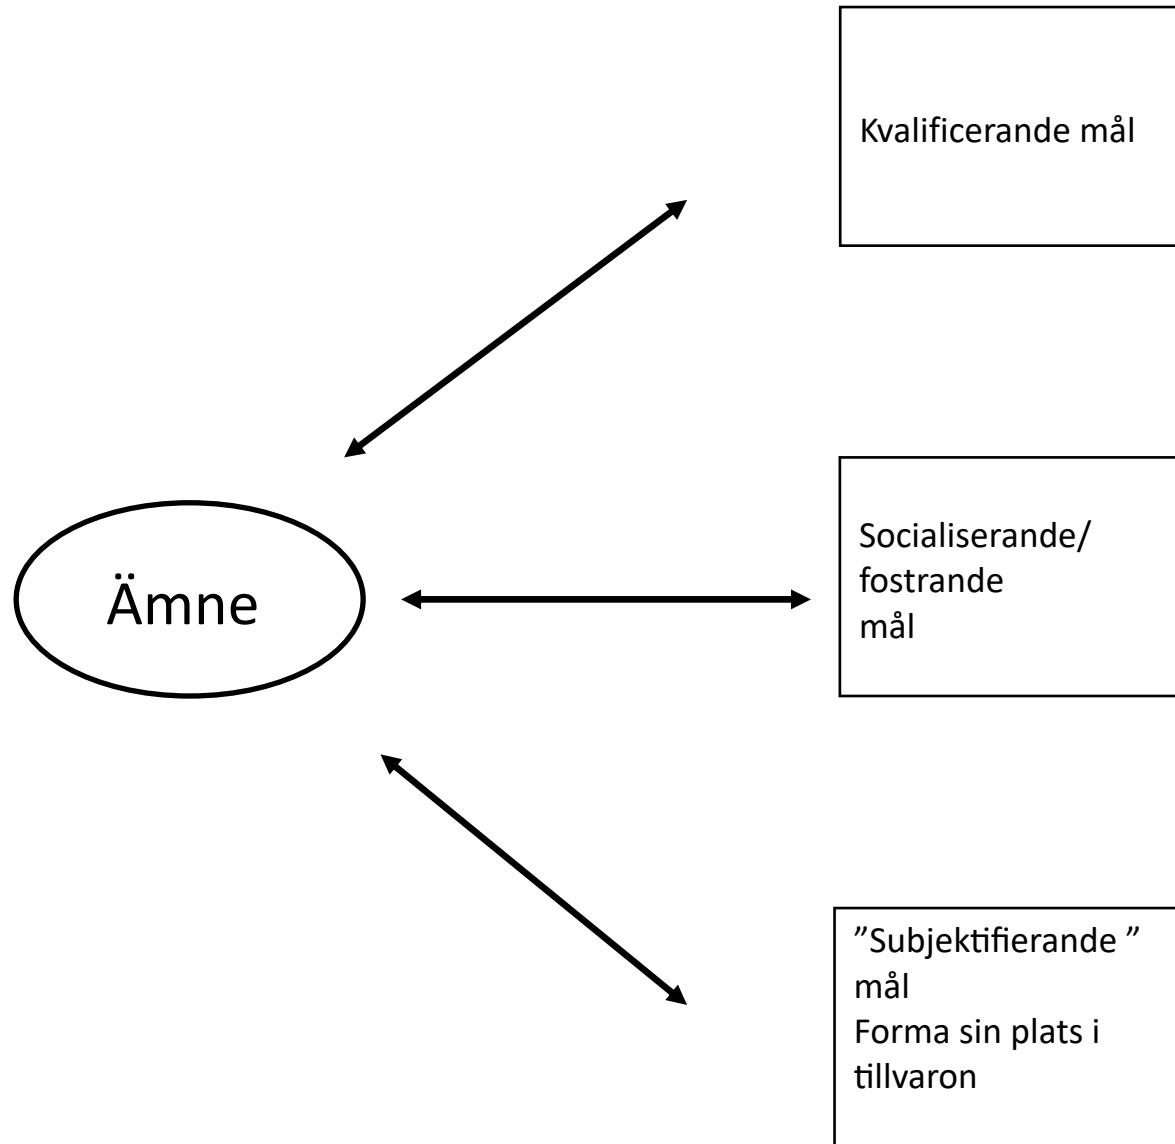 Kvalificerande mål
Ämne
Socialiserande/
fostrande
mål
”Subjektifierande ”
mål
Forma sin plats i
tillvaron